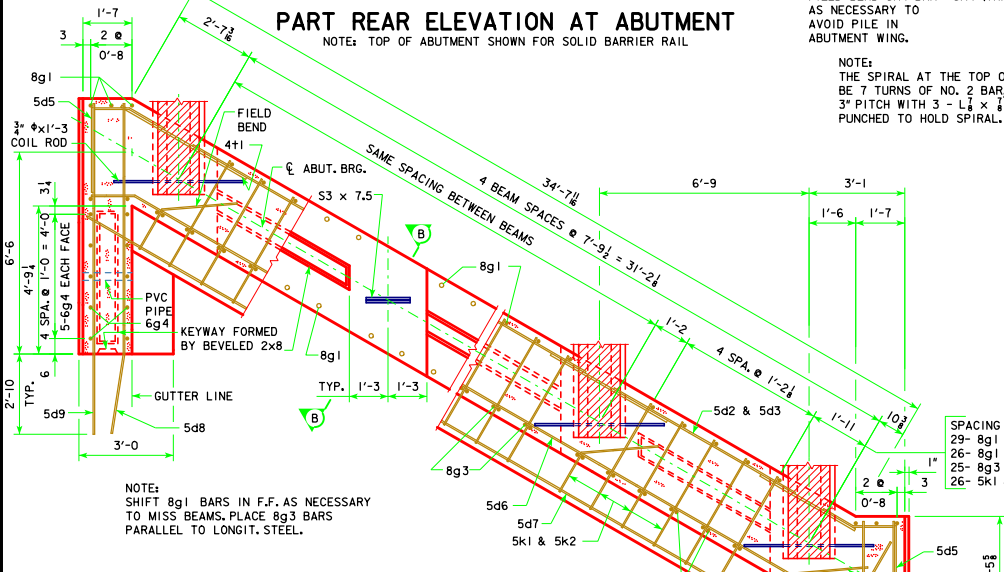 PART REAR ELEVATION AT ABUTMENT
NOTE: TOP OF ABUTMENT SHOWN FOR SOLID BARRIER RAIL
AS NECESSARY TO
AVOID PILE IN
ABUTMENT WING.
NOTE:
THE SPIRAL AT THE TOP O
BE 7 TURNS OF NO. 2 BAR
3" PITCH WITH 3 - L 7/8 x 7
PUNCHED TO HOLD SPIRAL.
1'-7
3
2 @
0'-8
2'-7 3/16
8g1
5d5
3/4" ϕx1'-3
COIL ROD
FIELD
BEND
4t1
℄ ABUT. BRG.
S3 x 7.5
34'-7 11/16
4 BEAM SPACES @ 7'-9 1/2 = 31'-2 1/8
SAME SPACING BETWEEN BEAMS
6'-9
3'-1
1'-6
1'-7
B
8g1
6'-6
3 1/4
4'-9 1/4
4 SPA. @ 1'-0 = 4'-0
5-6g4 EACH FACE
6
2'-10
TYP.
PVC
PIPE
6g4
KEYWAY FORMED
BY BEVELED 2x8
8g1
GUTTER LINE
TYP.
1'-3
1'-3
B
5d9
5d8
3'-0
1'-2
4 SPA. @ 1'-2 1/8
1'-11
10 3/8
5d2 & 5d3
SPACING
29- 8g1
26- 8g1
25- 8g3
26- 5k1
1"
2 @
0'-8
3
8g3
5d6
5d7
5k1 & 5k2
5d5
-5 5/8
NOTE:
SHIFT 8g1 BARS IN F.F. AS NECESSARY
TO MISS BEAMS. PLACE 8g3 BARS
PARALLEL TO LONGIT. STEEL.